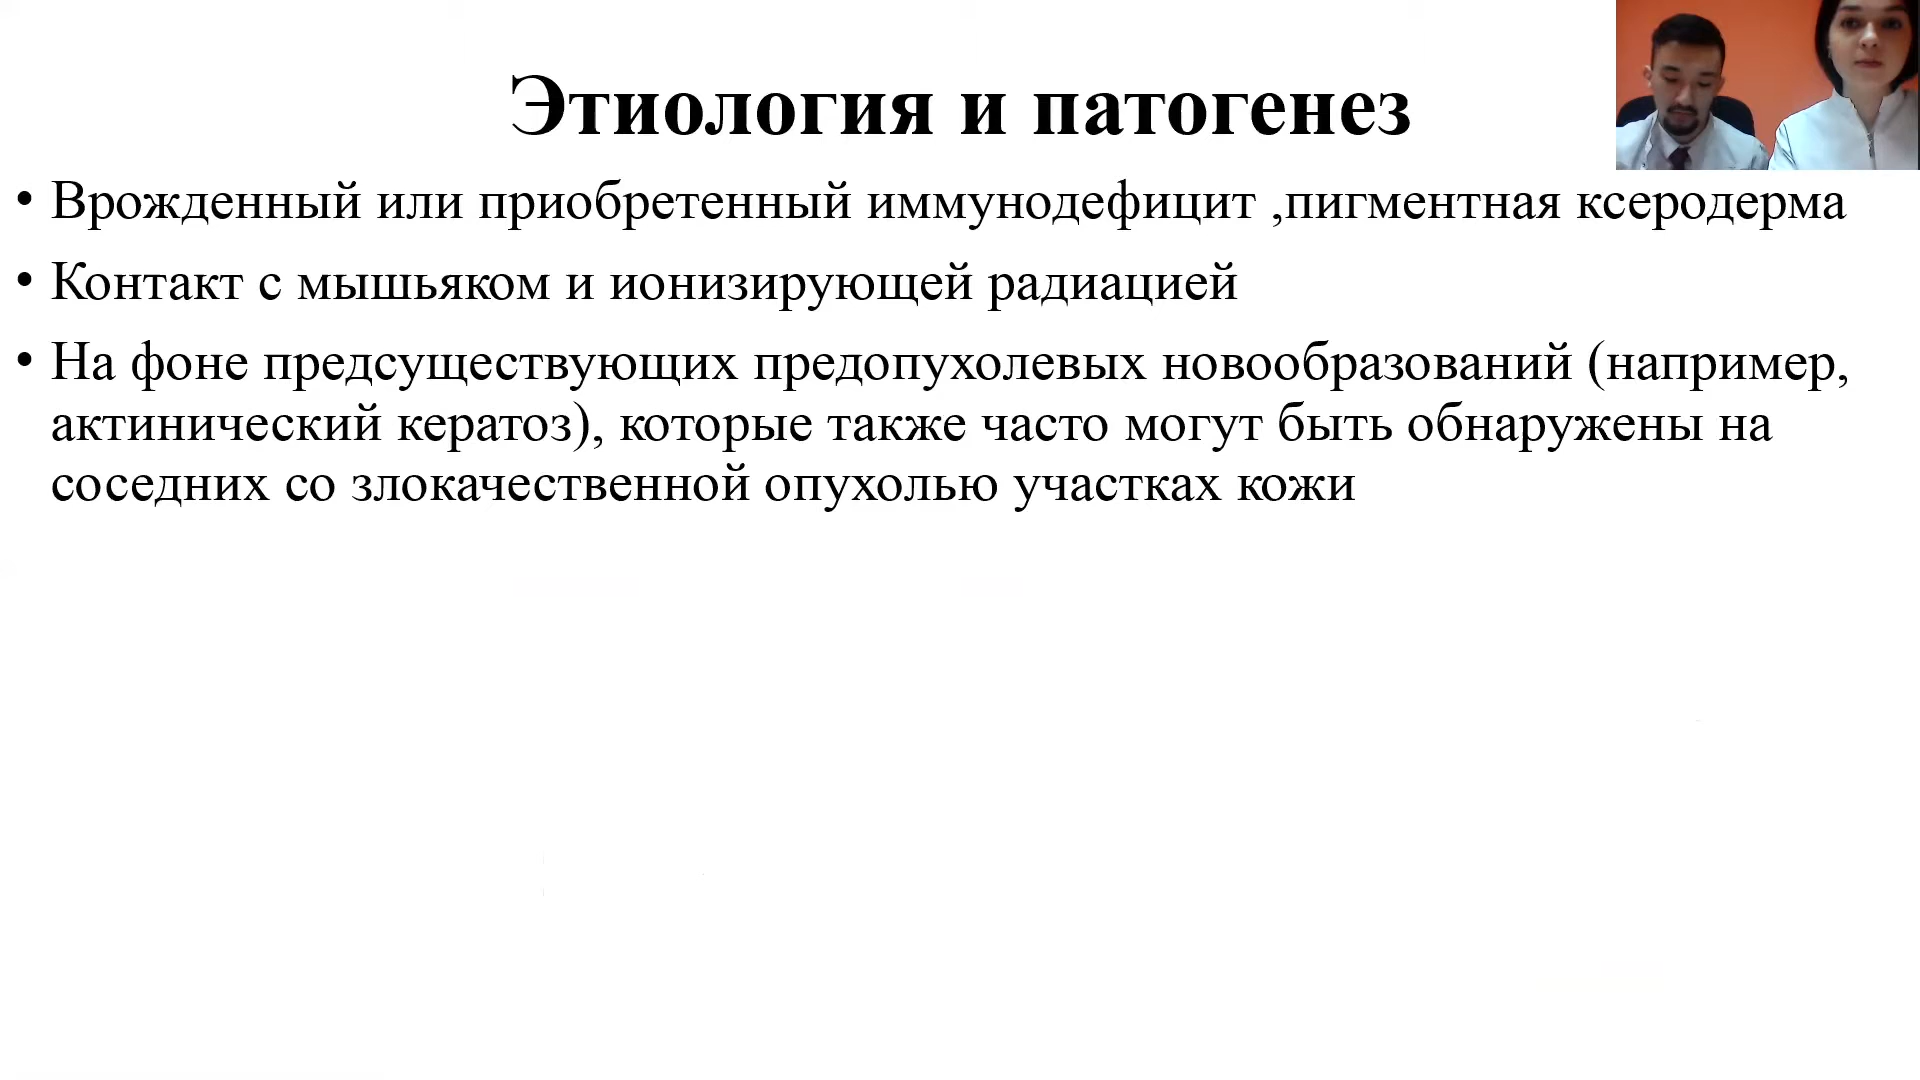 Этиология и патогенез
• Врожденный или приобретенный иммунодефицит ,пигментная ксеродерма
• Контакт с мышьяком и ионизирующей радиацией
• На фоне предсуществующих предопухолевых новообразований (например,
актинический кератоз), которые также часто могут быть обнаружены на
соседних со злокачественной опухолью участках кожи